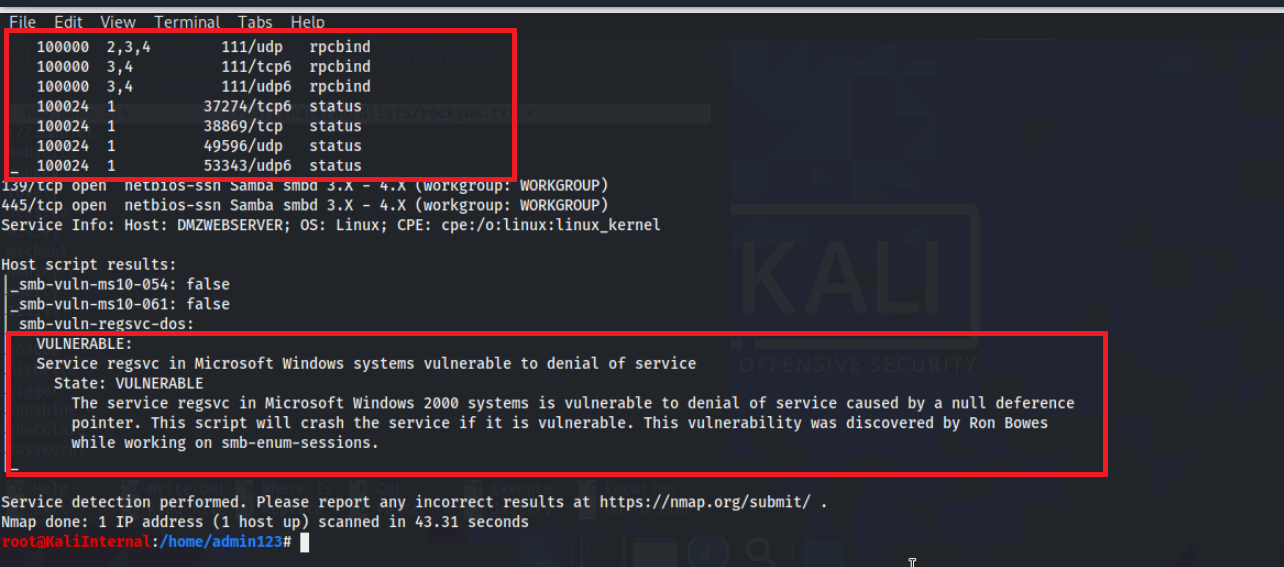 File Edit View Terminal Tabs Help
100000 2,3,4 111/udp rpcbind
100000 3,4 111/tcp6 rpcbind
100000 3,4 111/udp6 rpcbind
100024 1 37274/tcp6 status
100024 1 38869/tcp status
100024 1 49596/udp status
_ 100024 1 53343/udp6 status
139/tcp open netbios-ssn Samba smbd 3.X - 4.X (workgroup: WORKGROUP)
445/tcp open netbios-ssn Samba smbd 3.X - 4.X (workgroup: WORKGROUP)
Service Info: Host: DMZWEBSERVER; OS: Linux; CPE: cpe:/o:linux:linux_kernel
Host script results:
|_smb-vuln-ms10-054: false
|_smb-vuln-ms10-061: false
| smb-vuln-regsvc-dos:
VULNERABLE:
Service regsvc in Microsoft Windows systems vulnerable to denial of service
State: VULNERABLE
The service regsvc in Microsoft Windows 2000 systems is vulnerable to denial of service caused by a null deference
pointer. This script will crash the service if it is vulnerable. This vulnerability was discovered by Ron Bowes
while working on smb-enum-sessions.
|_
Service detection performed. Please report any incorrect results at https://nmap.org/submit/ .
Nmap done: 1 IP address (1 host up) scanned in 43.31 seconds
root@KaliInternal:/home/admin123#
KALI
OFFENSIVE SECURITY